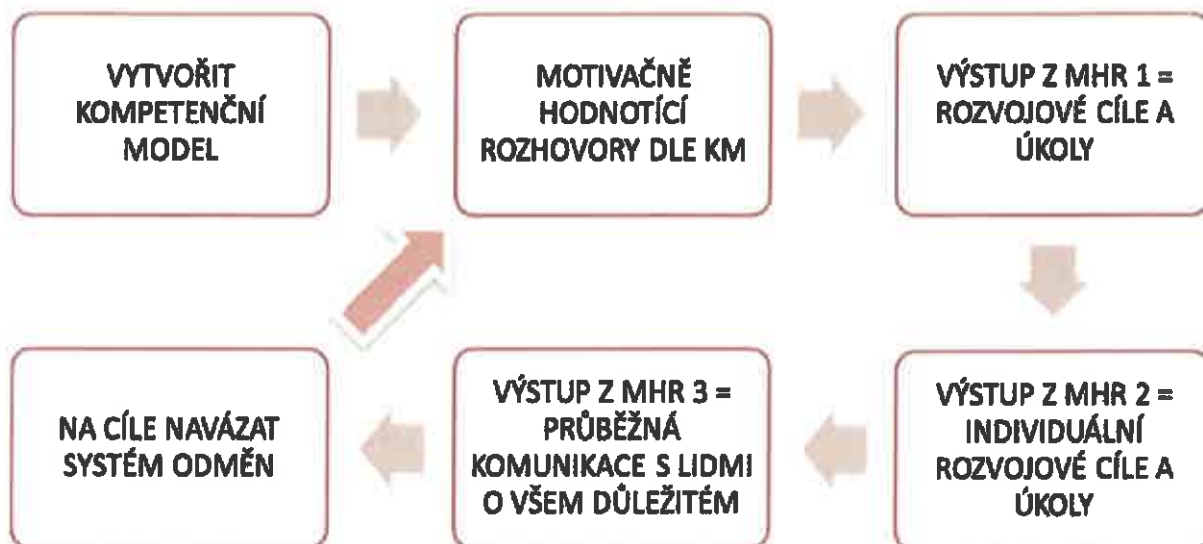 VYTVOŘIT
KOMPETENČNÍ
MODEL
MOTIVAČNĚ
HODNOTÍCÍ
ROZHOVORY DLE KM
VÝSTUP Z MHR 1 =
ROZVOJOVÉ CÍLE A
ÚKOLY
VÝSTUP Z MHR 2 =
INDIVIDUÁLNÍ
ROZVOJOVÉ CÍLE A
ÚKOLY
VÝSTUP Z MHR 3 =
PRŮBĚŽNÁ
KOMUNIKACE S LIDMI
O VŠEM DŮLEŽITÉM
NA CÍLE NAVÁZAT
SYSTÉM ODMĚN